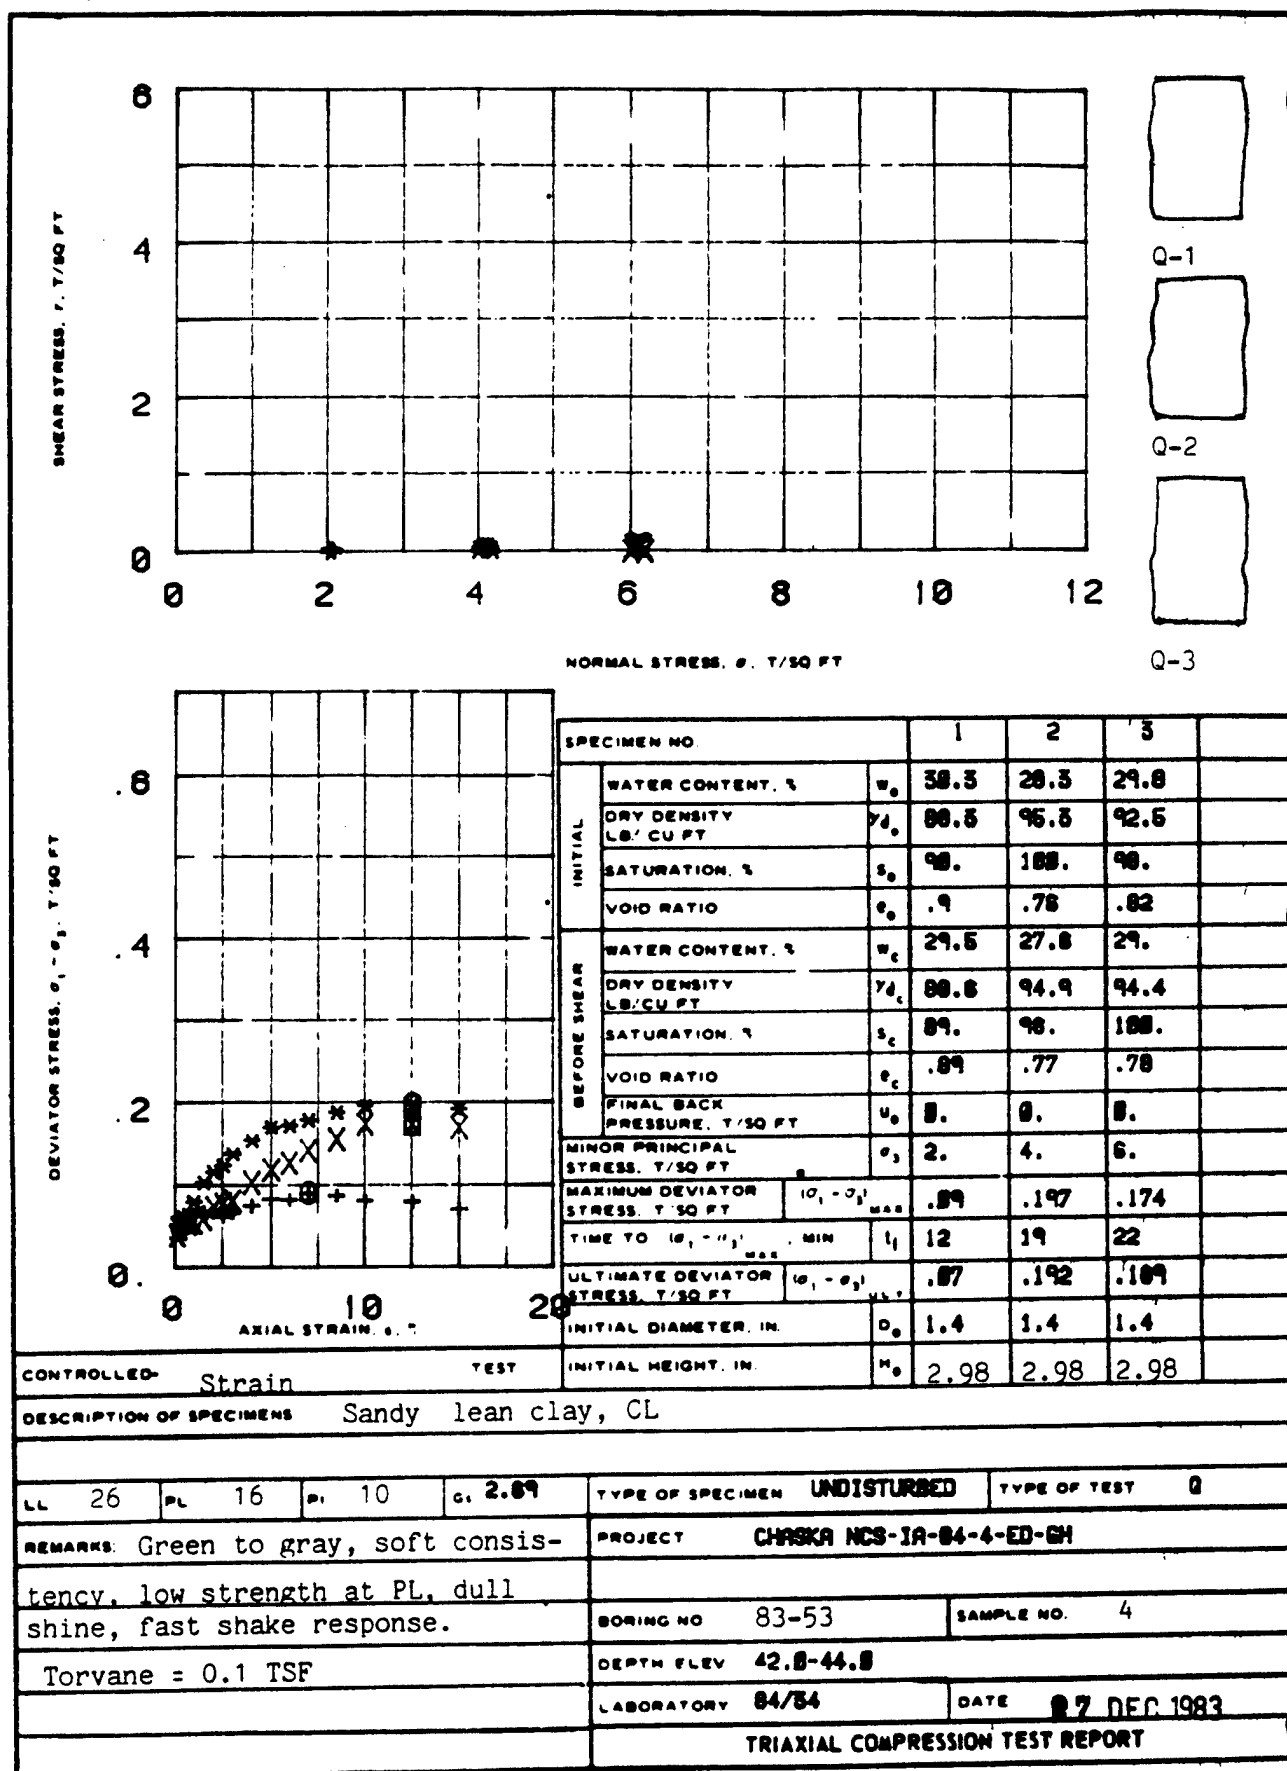 6
4
2
0
SHEAR STRESS, τ, T/SQ FT
0 2 4 6 8 10 12
NORMAL STRESS, σ, T/SQ FT
Q-1
Q-2
Q-3
.6
.4
.2
0.
DEVIATOR STRESS, σ₁ - σ₃, T/SQ FT
0 10 20
AXIAL STRAIN, ε, %
SPECIMEN NO. 1 2 3
INITIAL
WATER CONTENT, % w₀ 30.3 28.3 29.8
DRY DENSITY LB/CU FT γd₀ 88.3 95.3 92.5
SATURATION, % S₀ 90. 100. 98.
VOID RATIO e₀ .9 .76 .82
BEFORE SHEAR
WATER CONTENT, % wc 29.5 27.8 29.
DRY DENSITY LB/CU FT γdc 88.6 94.9 94.4
SATURATION, % Sc 89. 98. 100.
VOID RATIO ec .89 .77 .78
FINAL BACK PRESSURE, T/SQ FT u₀ 0. 0. 0.
MINOR PRINCIPAL STRESS, T/SQ FT σ₃ 2. 4. 6.
MAXIMUM DEVIATOR STRESS, T/SQ FT (σ₁ - σ₃) MAX .09 .197 .174
TIME TO (σ₁ - σ₃) MAX, MIN tf 12 19 22
ULTIMATE DEVIATOR STRESS, T/SQ FT (σ₁ - σ₃) ULT .07 .192 .169
INITIAL DIAMETER, IN. D₀ 1.4 1.4 1.4
INITIAL HEIGHT, IN. H₀ 2.98 2.98 2.98
CONTROLLED- Strain TEST
DESCRIPTION OF SPECIMENS Sandy lean clay, CL
LL 26 PL 16 PI 10 Gs 2.69
TYPE OF SPECIMEN UNDISTURBED TYPE OF TEST Q
REMARKS: Green to gray, soft consis-
tency, low strength at PL, dull
shine, fast shake response.
Torvane = 0.1 TSF
PROJECT CHASKA NCS-IA-84-4-ED-GH
BORING NO 83-53 SAMPLE NO. 4
DEPTH ELEV 42.0-44.0
LABORATORY 84/54 DATE 27 DEC 1983
TRIAXIAL COMPRESSION TEST REPORT